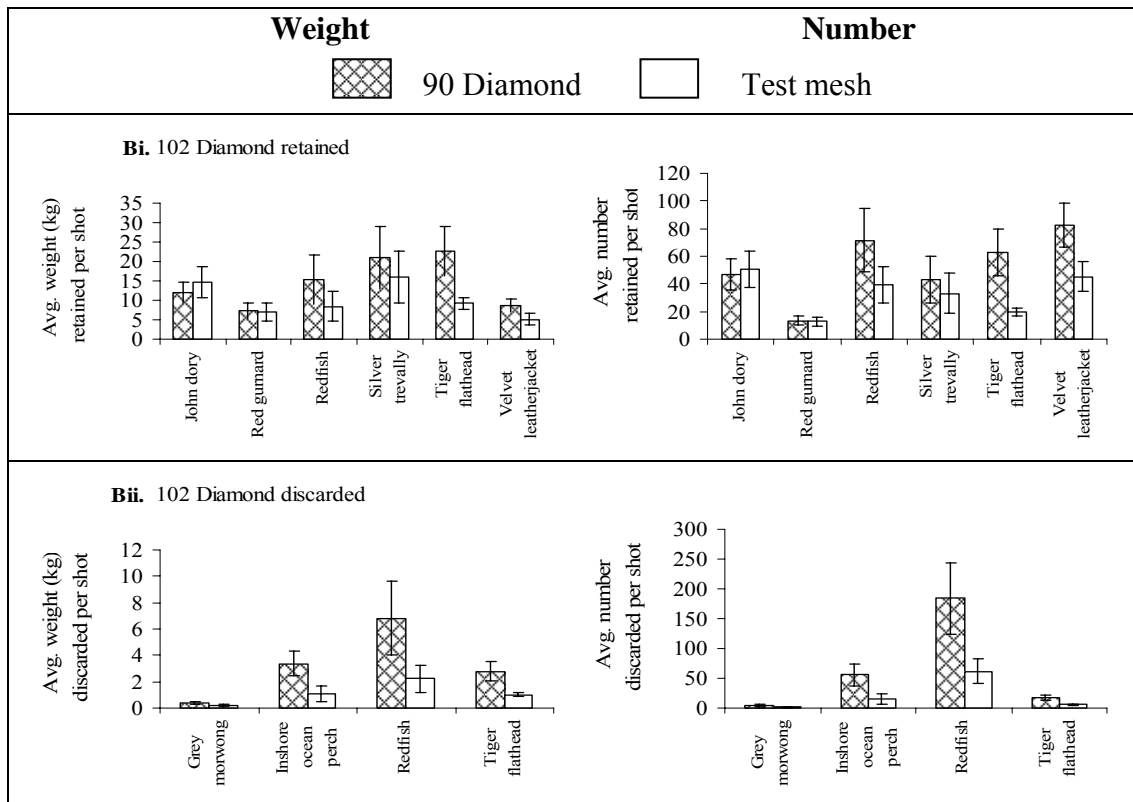 Weight Number
90 Diamond Test mesh
Bi. 102 Diamond retained
Avg. weight (kg)
retained per shot
35
30
25
20
15
10
5
0
John dory
Red gurnard
Redfish
Silver
trevally
Tiger
flathead
Velvet
leatherjacket
Avg. number
retained per shot
120
100
80
60
40
20
0
John dory
Red gurnard
Redfish
Silver
trevally
Tiger
flathead
Velvet
leatherjacket
Bii. 102 Diamond discarded
Avg. weight (kg)
discarded per shot
12
10
8
6
4
2
0
Grey
morwong
Inshore
ocean
perch
Redfish
Tiger
flathead
Avg. number
discarded per shot
300
250
200
150
100
50
0
Grey
morwong
Inshore
ocean
perch
Redfish
Tiger
flathead